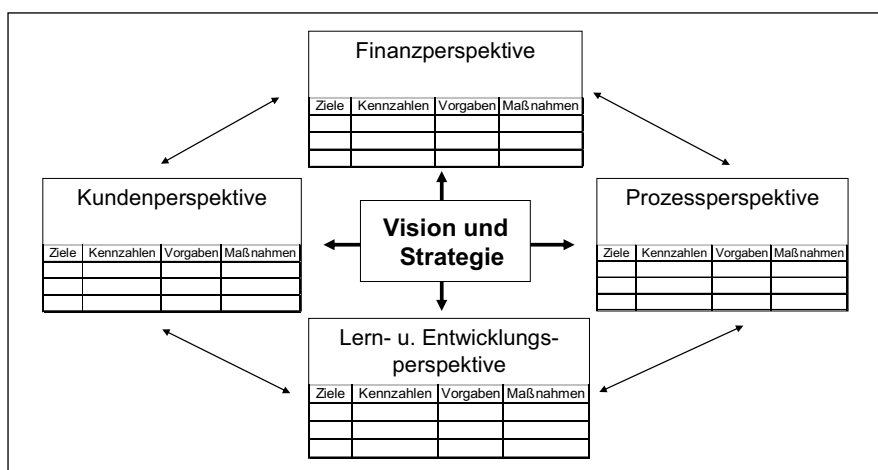 Finanzperspektive
Ziele Kennzahlen Vorgaben Maßnahmen
Kundenperspektive
Ziele Kennzahlen Vorgaben Maßnahmen
Vision und
Strategie
Prozessperspektive
Ziele Kennzahlen Vorgaben Maßnahmen
Lern- u. Entwicklungs-
perspektive
Ziele Kennzahlen Vorgaben Maßnahmen